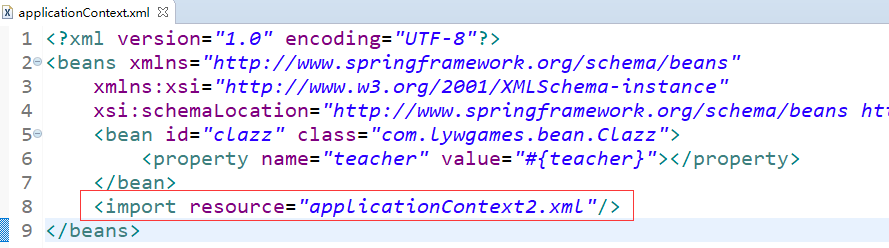 applicationContext.xml
1 <?xml version="1.0" encoding="UTF-8"?>
2 <beans xmlns="http://www.springframework.org/schema/beans"
3 xmlns:xsi="http://www.w3.org/2001/XMLSchema-instance"
4 xsi:schemaLocation="http://www.springframework.org/schema/beans htt
5 <bean id="clazz" class="com.lywgames.bean.Clazz">
6 <property name="teacher" value="#{teacher}"></property>
7 </bean>
8 <import resource="applicationContext2.xml"/>
9 </beans>